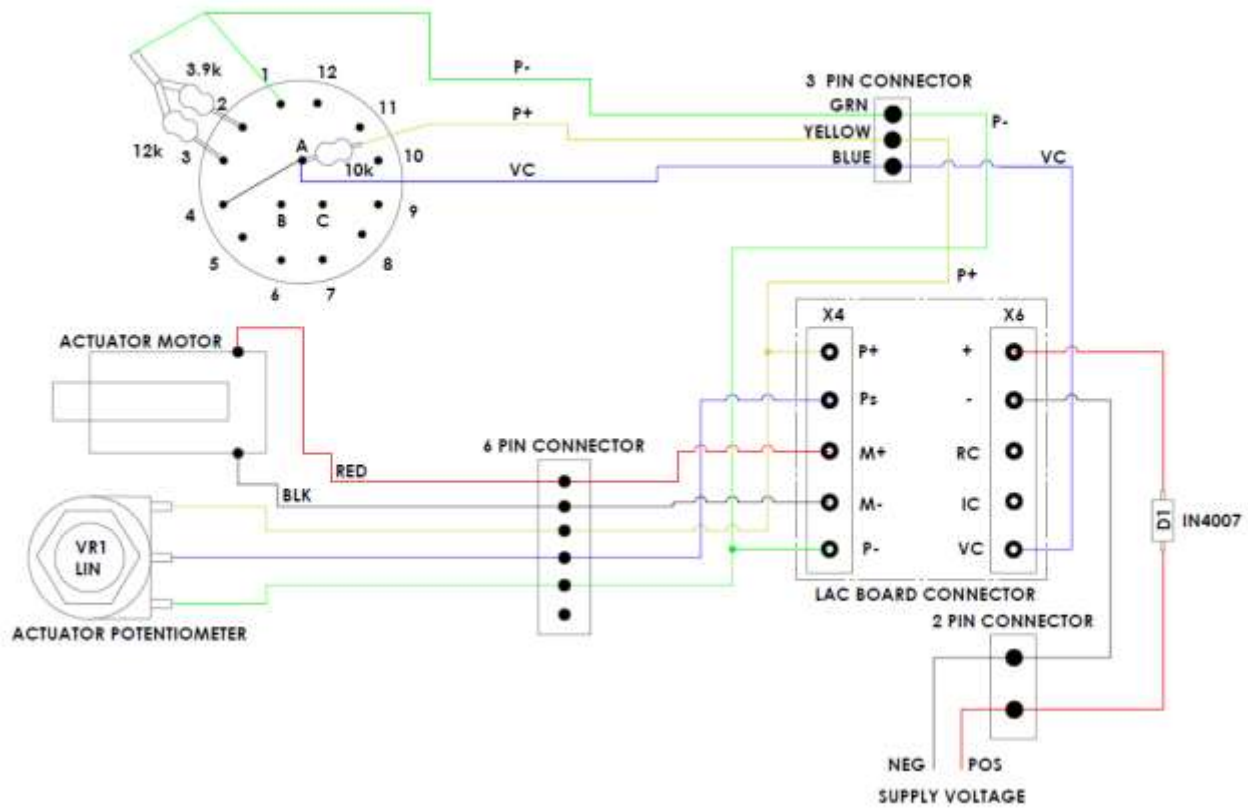 3.9k
12k
1
12
2
11
3
A
10
10k
4
B
C
9
5
8
6
7
P-
P+
VC
3 PIN CONNECTOR
GRN
YELLOW
BLUE
P-
VC
P+
ACTUATOR MOTOR
RED
BLK
6 PIN CONNECTOR
VR1
LIN
ACTUATOR POTENTIOMETER
X4
X6
P+
+
Ps
-
M+
RC
M-
IC
P-
VC
LAC BOARD CONNECTOR
D1
IN4007
2 PIN CONNECTOR
NEG
POS
SUPPLY VOLTAGE